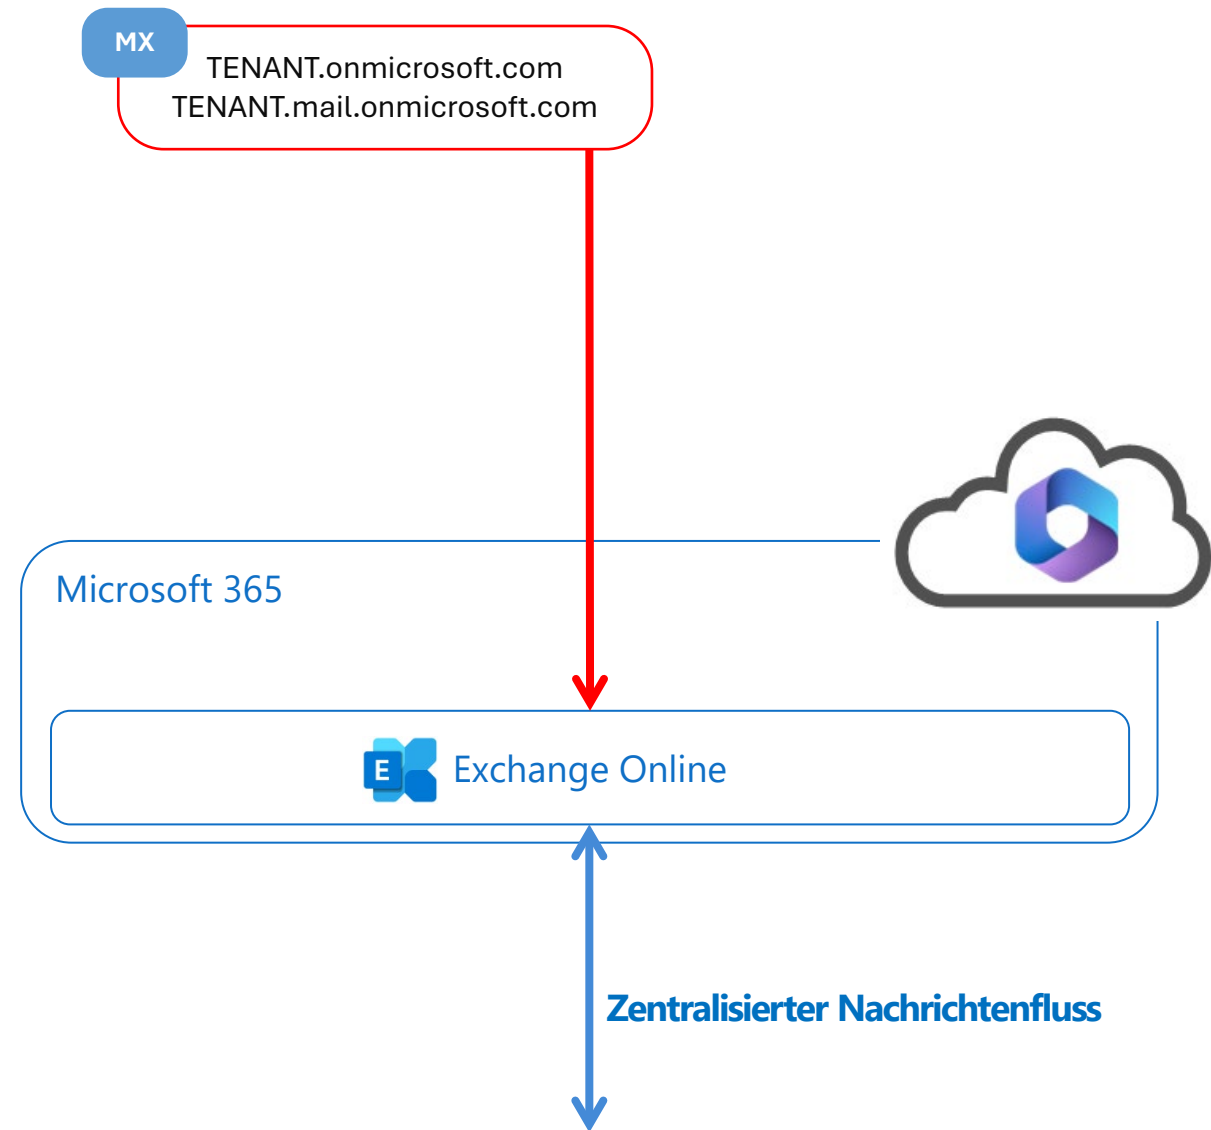 MX
TENANT.onmicrosoft.com
TENANT.mail.onmicrosoft.com
Microsoft 365
E
Exchange Online
Zentralisierter Nachrichtenfluss